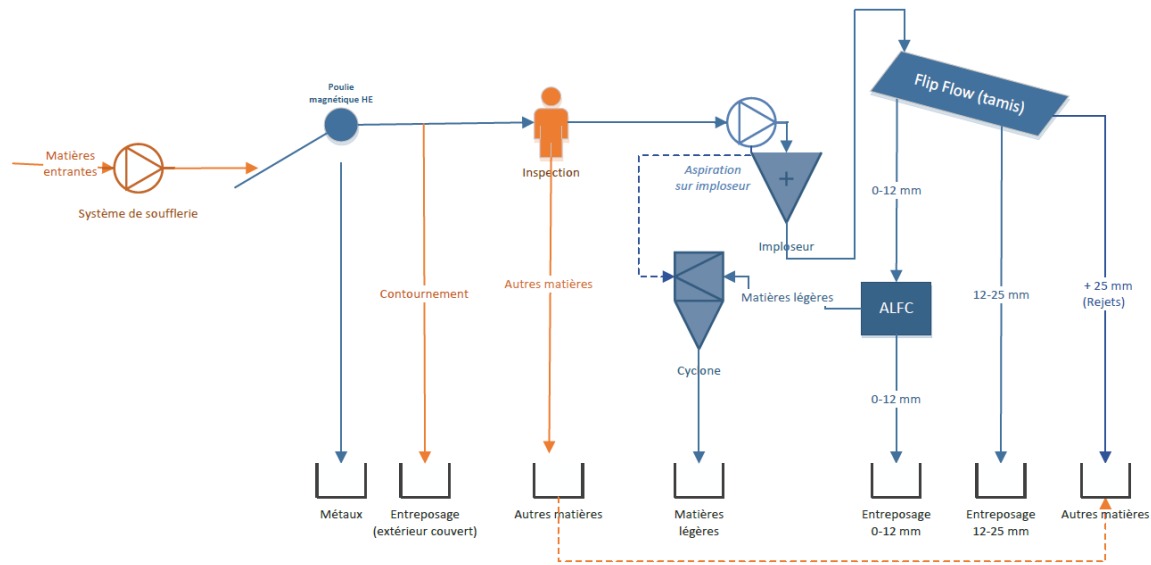 Poulie
magnétique HE
Flip Flow (tamis)
Matières
entrantes
Inspection
Aspiration
sur imploseur
0-12 mm
Système de soufflerie
Imploseur
Contournement
Autres matières
Matières légères
ALFC
12-25 mm
+ 25 mm
(Rejets)
Cyclone
0-12 mm
Métaux
Entreposage
(extérieur couvert)
Autres matières
Matières
légères
Entreposage
0-12 mm
Entreposage
12-25 mm
Autres matières